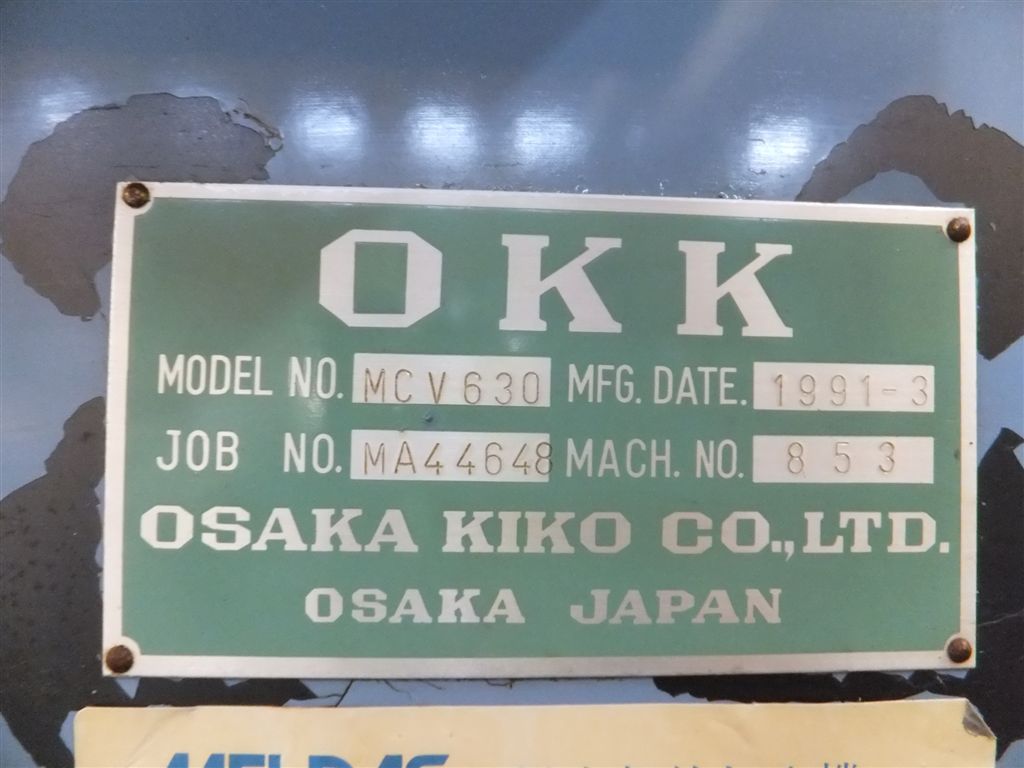 OKK
MODEL NO. MCV630 MFG. DATE. 1991-3
JOB NO. MA44648 MACH. NO. 853
OSAKA KIKO CO.,LTD.
OSAKA JAPAN
MELDAS